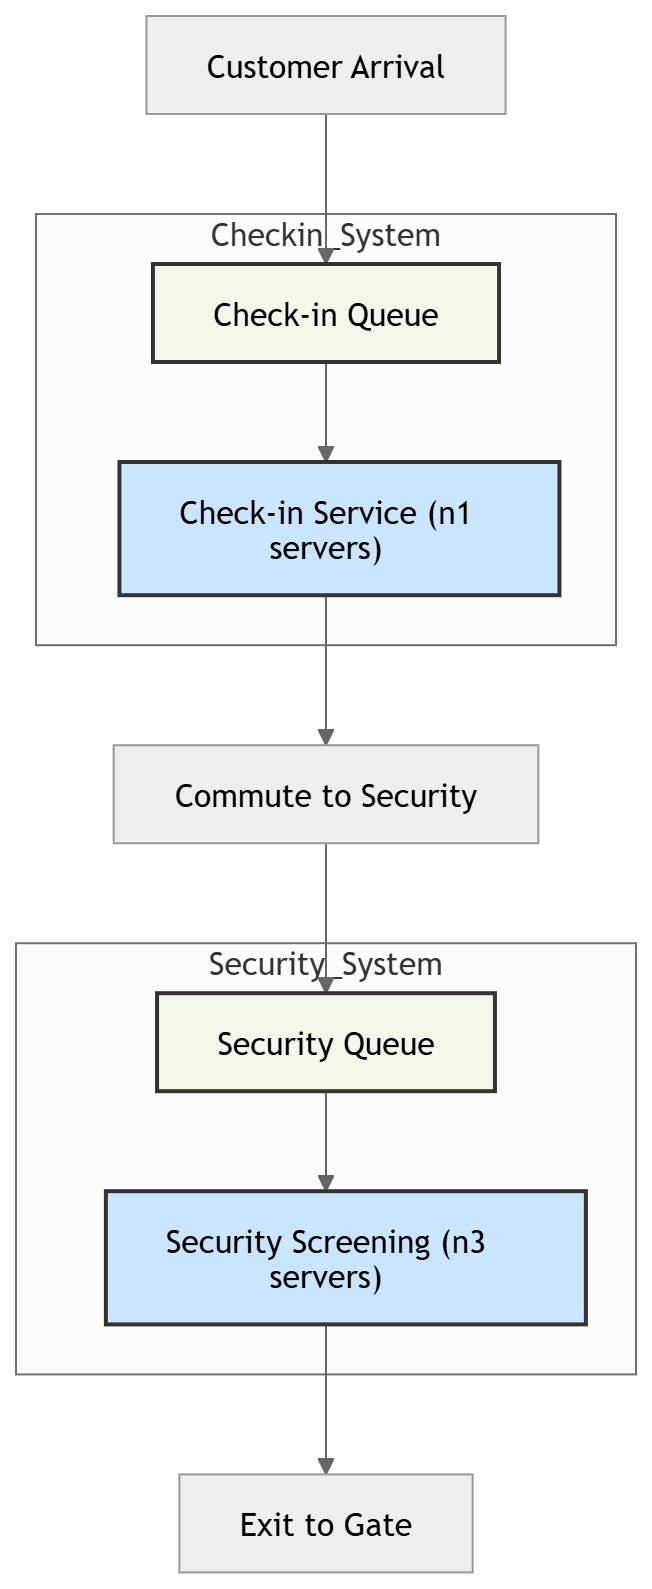 Customer Arrival
Checkin_System
Check-in Queue
Check-in Service (n1
servers)
Commute to Security
Security_System
Security Queue
Security Screening (n3
servers)
Exit to Gate